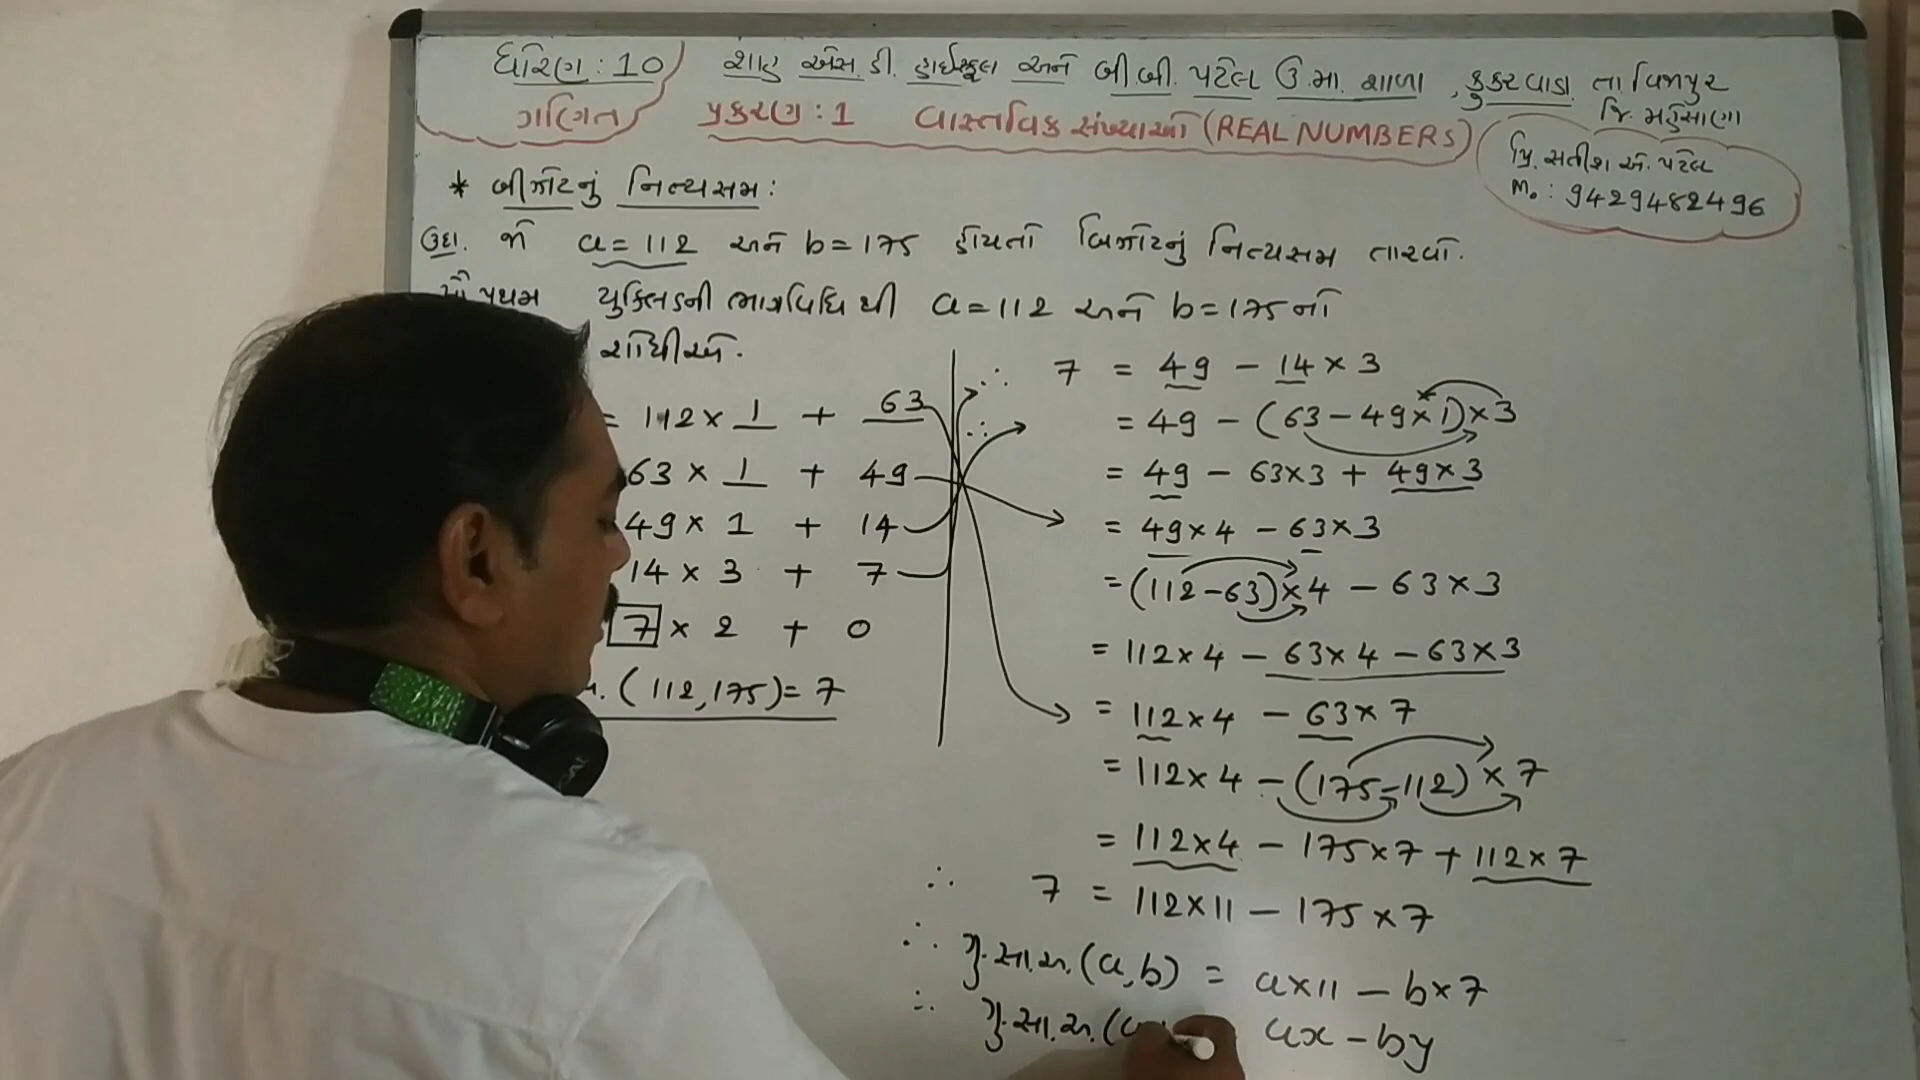 ધોરણ : 10 શાહ એસ. ડી. હાઈસ્કૂલ અને બી.બી. પટેલ ઉ.મા. શાળા, કુકરવાડા તા. વિજાપુર
જિ. મહેસાણા
ગણિત પ્રકરણ : 1 વાસ્તવિક સંખ્યાઓ (REAL NUMBERS)
પ્રિ. સતીષ એ. પટેલ
M. : 9429482496
* બીજોટનું નિત્યસમ :
ઉદા. જો a = 112 અને b = 175 હોય તો બિજોટનું નિત્યસમ તારવો.
પ્રથમ યુક્લિડની ભાગવિધિ થી a = 112 અને b = 175 નો
શોધીએ.
= 112 × 1 + 63
63 × 1 + 49
49 × 1 + 14
14 × 3 + 7
7 × 2 + 0
અ. (112, 175) = 7
∴ 7 = 49 − 14 × 3
∴ = 49 − (63 − 49 × 1) × 3
= 49 − 63×3 + 49×3
= 49×4 − 63×3
= (112−63)×4 − 63×3
= 112×4 − 63×4 − 63×3
= 112×4 − 63×7
= 112×4 − (175−112)×7
= 112×4 − 175×7 + 112×7
∴ 7 = 112×11 − 175×7
∴ ગુ.સા.અ. (a, b) = a×11 − b×7
∴ ગુ.સા.અ. (a ax − by